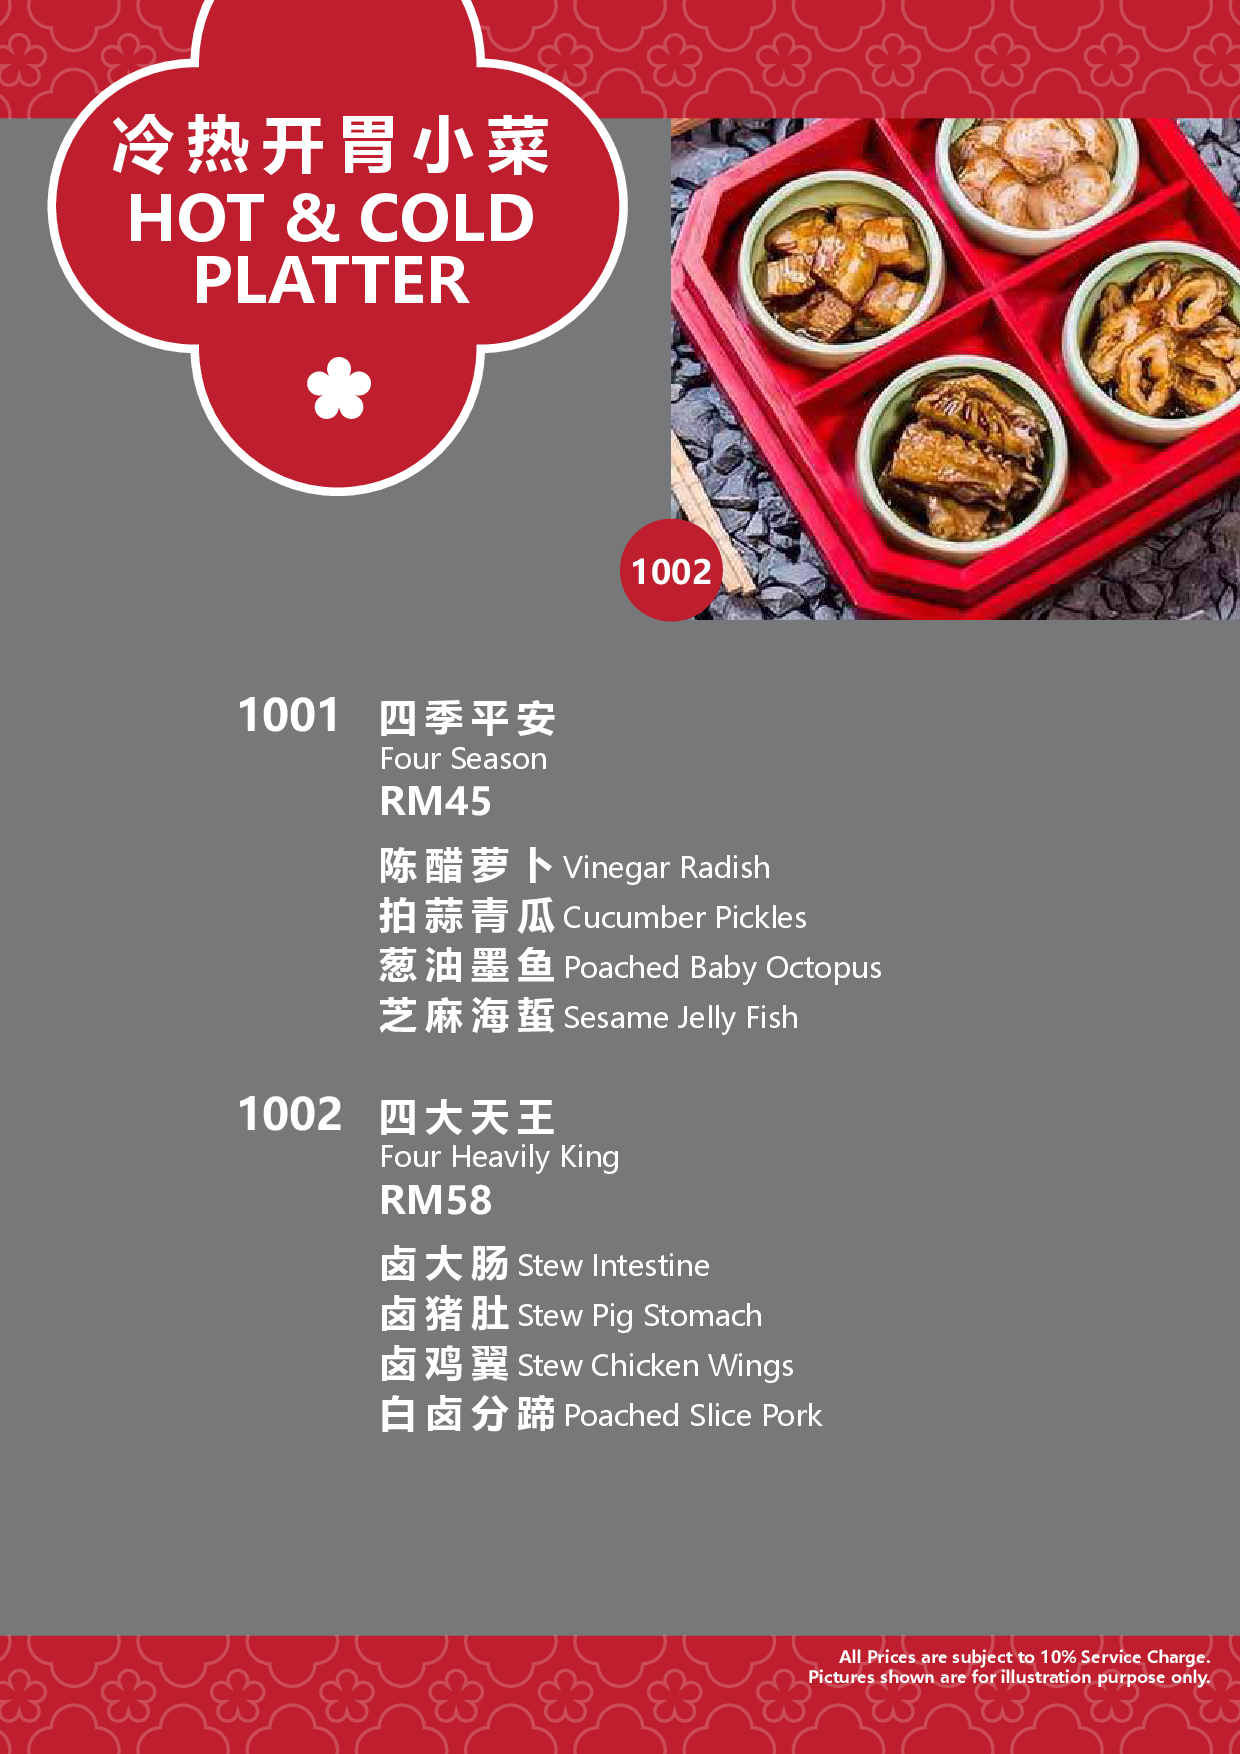 冷热开胃小菜
HOT & COLD
PLATTER
1002
1001 四季平安
Four Season
RM45
陈醋萝卜 Vinegar Radish
拍蒜青瓜 Cucumber Pickles
葱油墨鱼 Poached Baby Octopus
芝麻海蜇 Sesame Jelly Fish
1002 四大天王
Four Heavily King
RM58
卤大肠 Stew Intestine
卤猪肚 Stew Pig Stomach
卤鸡翼 Stew Chicken Wings
白卤分蹄 Poached Slice Pork
All Prices are subject to 10% Service Charge.
Pictures shown are for illustration purpose only.